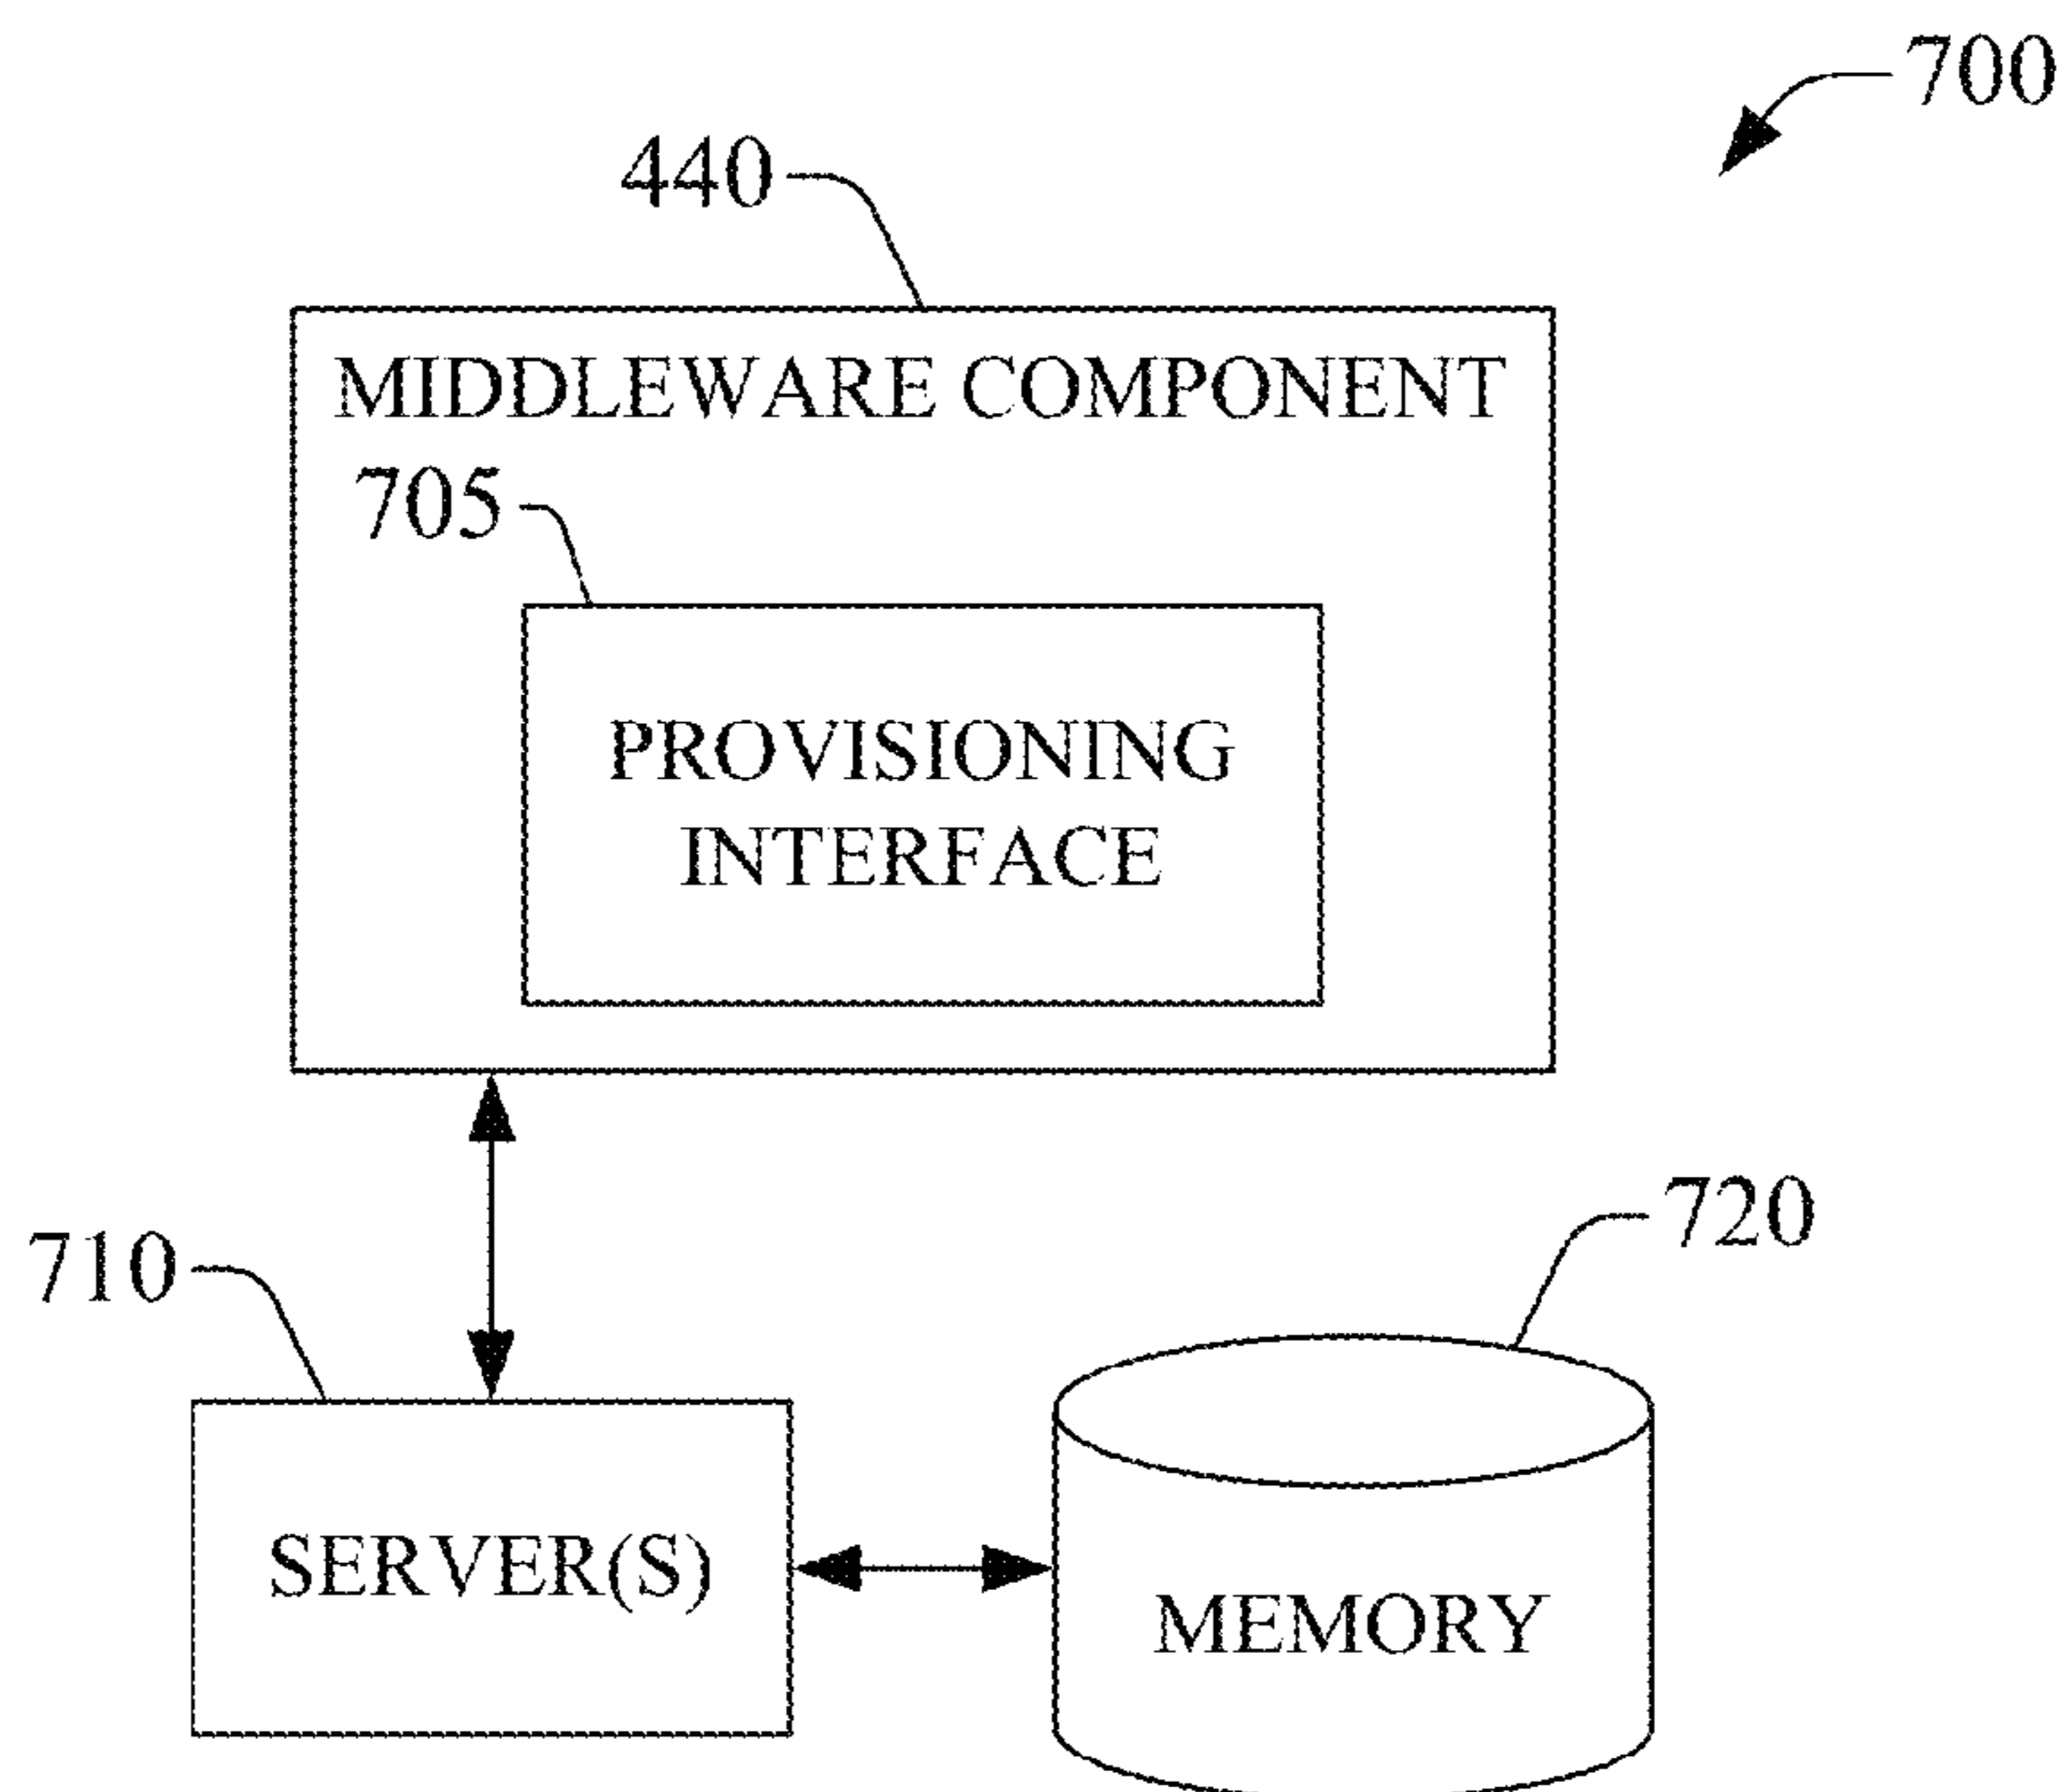 700
440
MIDDLEWARE COMPONENT
705
PROVISIONING
INTERFACE
720
710
SERVER(S)
MEMORY